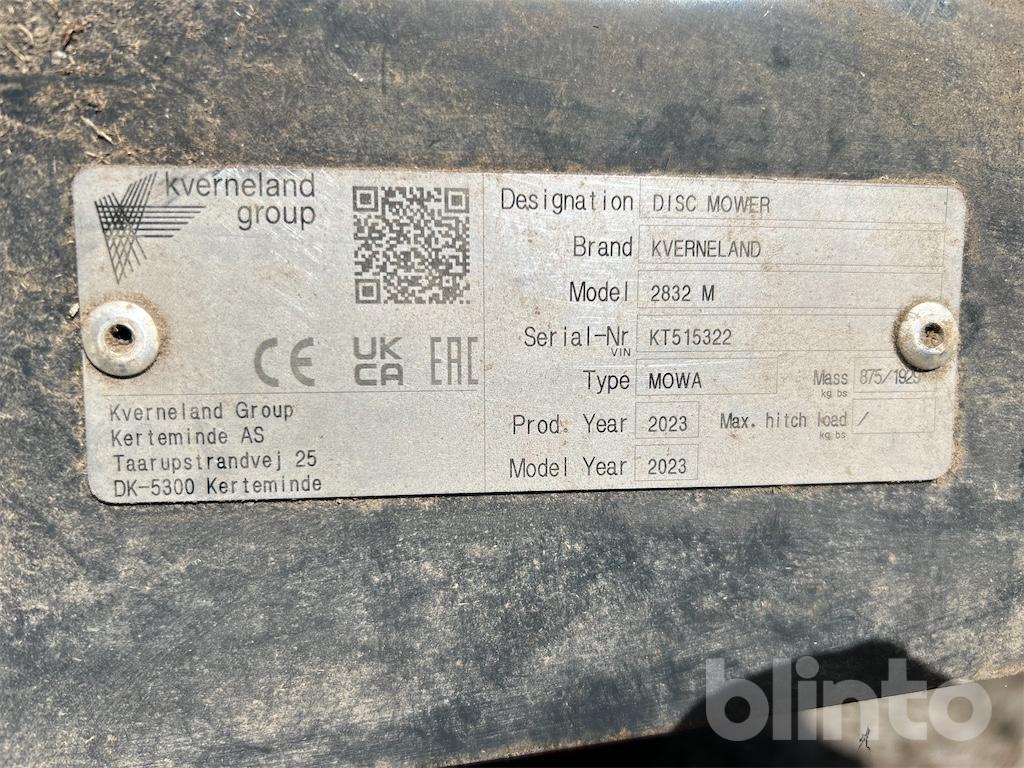 kverneland
group
CE UK
CA EAC
Kverneland Group
Kerteminde AS
Taarupstrandvej 25
DK-5300 Kerteminde
Designation DISC MOWER
Brand KVERNELAND
Model 2832 M
Serial-Nr KT515322
VIN
Type MOWA Mass 875/1929
kg/lbs
Prod. Year 2023 Max. hitch load /
kg/lbs
Model Year 2023
blinto